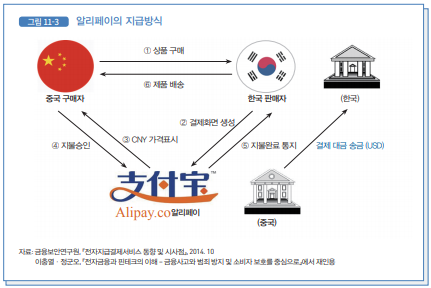 그림 11-3 알리페이의 지급방식
① 상품 구매
⑥ 제품 배송
중국 구매자
한국 판매자
(한국)
② 결제화면 생성
③ CNY 가격표시
④ 지불승인
⑤ 지불완료 통지
결제 대금 송금 (USD)
支付宝™
Alipay.co알리페이
(중국)
자료: 금융보안연구원, 『전자지급결제서비스 동향 및 시사점』, 2014. 10
이충열·정군오, 『전자금융과 핀테크의 이해 – 금융사고와 범죄 방지 및 소비자 보호를 중심으로』에서 재인용